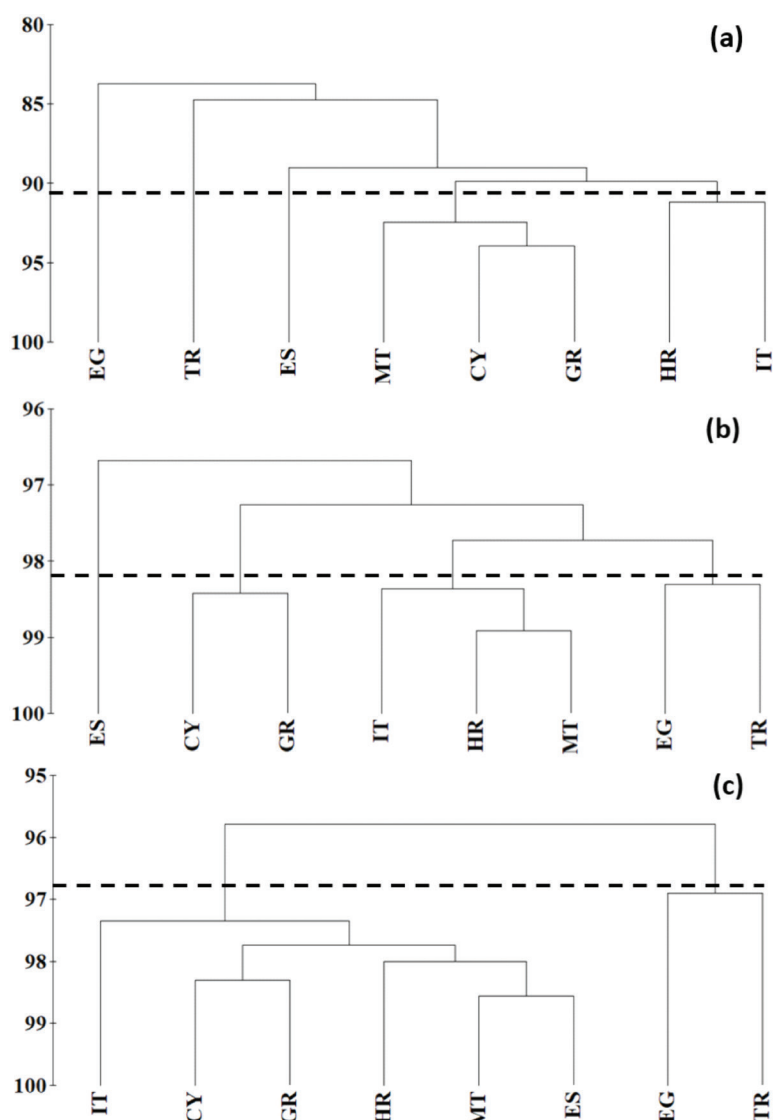 (a)
80
85
90
95
100
EG TR ES MT CY GR HR IT
(b)
96
97
98
99
100
ES CY GR IT HR MT EG TR
(c)
95
96
97
98
99
100
IT CY GR HR MT ES EG TR